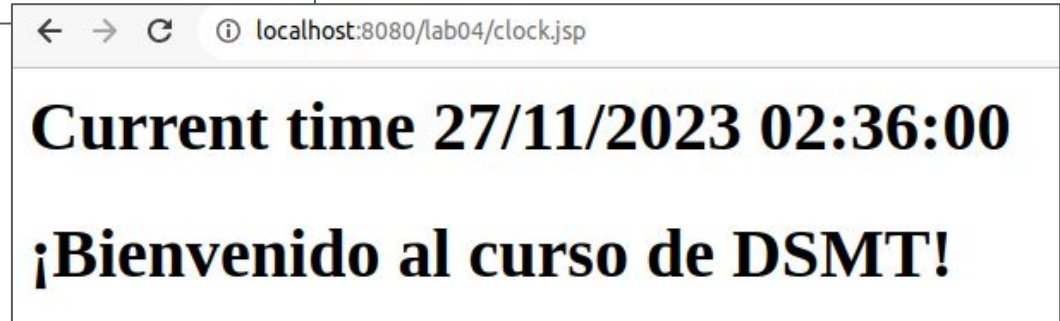 localhost:8080/lab04/clock.jsp
Current time 27/11/2023 02:36:00
¡Bienvenido al curso de DSMT!